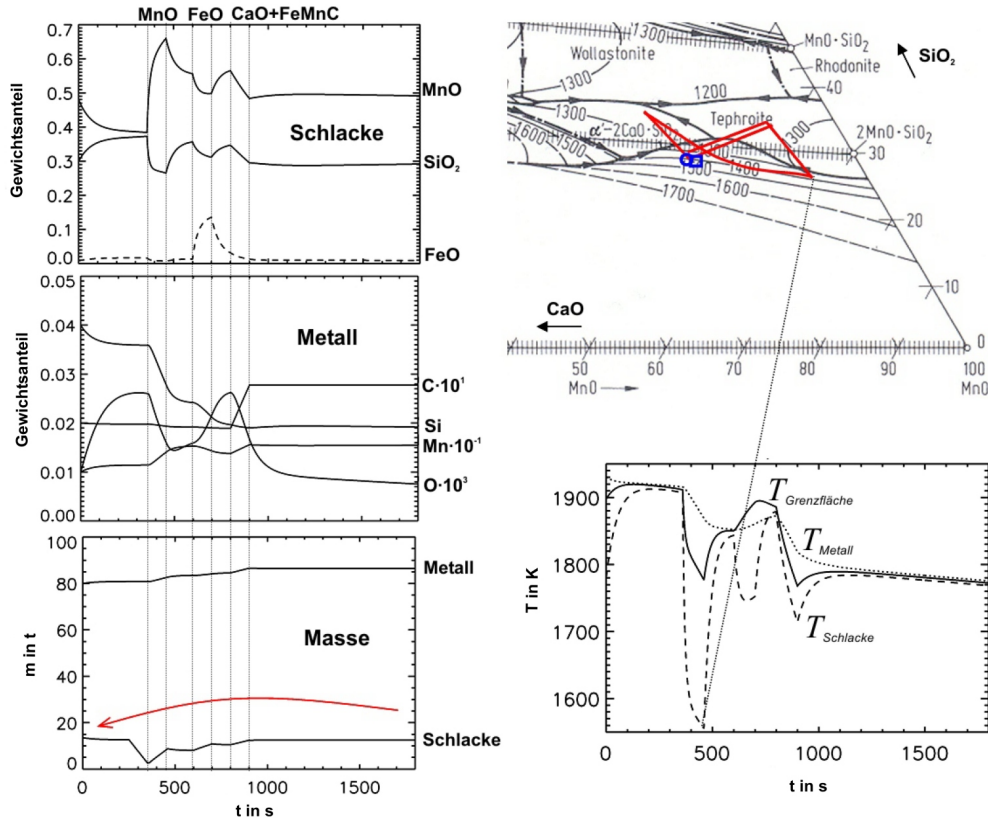 MnO FeO CaO+FeMnC
0.7
0.6
0.5
0.4
0.3
0.2
0.1
0.0
Gewichtsanteil
Schlacke
MnO
SiO₂
FeO
0.05
0.04
0.03
0.02
0.01
0.00
Gewichtsanteil
Metall
C·10¹
Si
Mn·10⁻¹
O·10³
100
80
60
40
20
0
m in t
Masse
Metall
Schlacke
0 500 1000 1500
t in s
1300
MnO·SiO₂
SiO₂
Wollastonite
Rhodonite
1300
40
1200
1300
Tephroite
300
α'-2CaO·SiO₂
2MnO·SiO₂
1600
1500
30
1500
1400
1600
1700
20
10
CaO
0
50 60 70 80 90 100
MnO MnO
1900
1800
1700
1600
T in K
T Grenzfläche
T Metall
T Schlacke
0 500 1000 1500
t in s